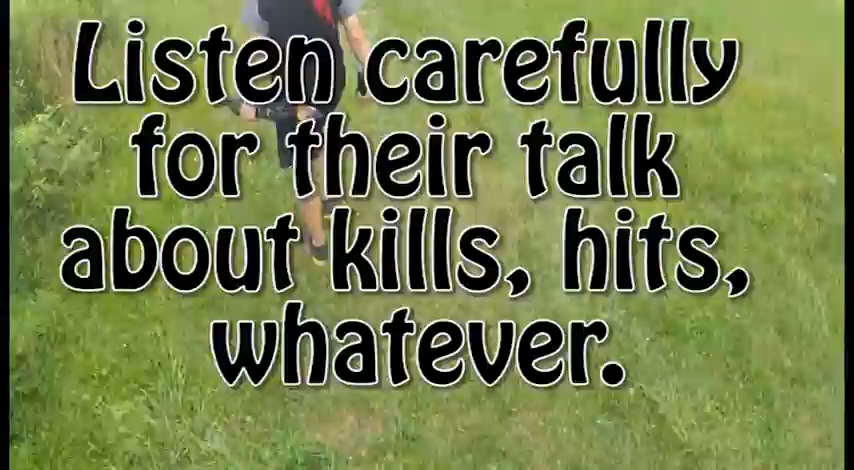 Listen carefully
for their talk
about kills, hits,
whatever.